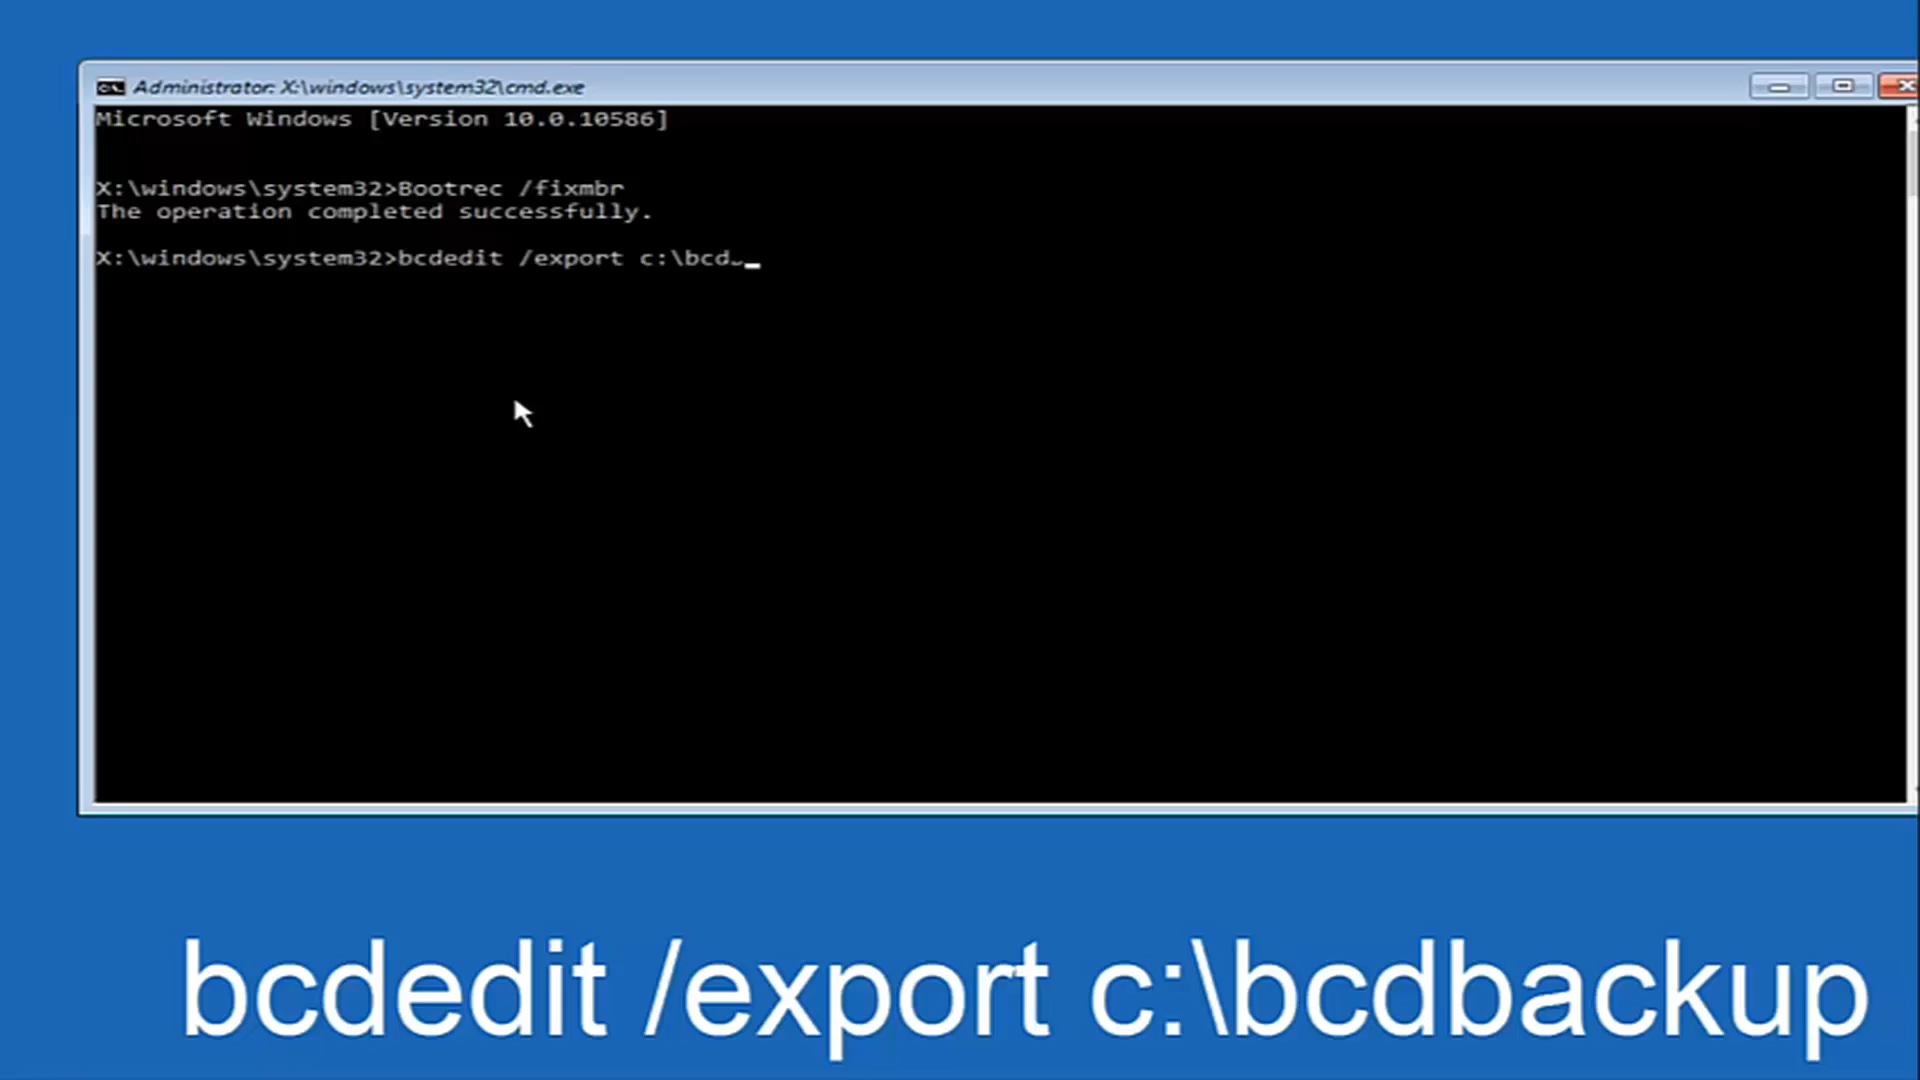 Administrator: X:\windows\system32\cmd.exe
Microsoft Windows [Version 10.0.10586]
X:\windows\system32>Bootrec /fixmbr
The operation completed successfully.
X:\windows\system32>bcdedit /export c:\bcd
bcdedit /export c:\bcdbackup